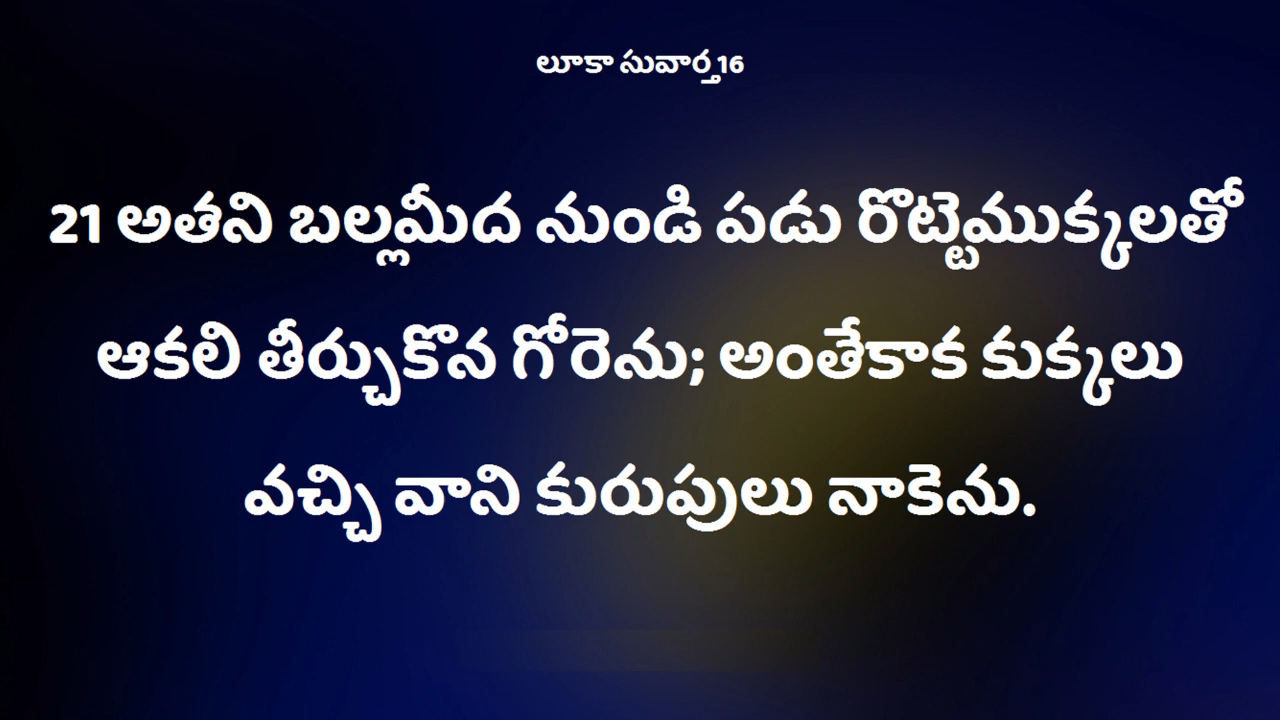 లూకా సువార్త16
21 అతని బల్లమీద నుండి పడు రొట్టెముక్కలతో
ఆకలి తీర్చుకొన గోరెను; అంతేకాక కుక్కలు
వచ్చి వాని కురుపులు నాకెను.